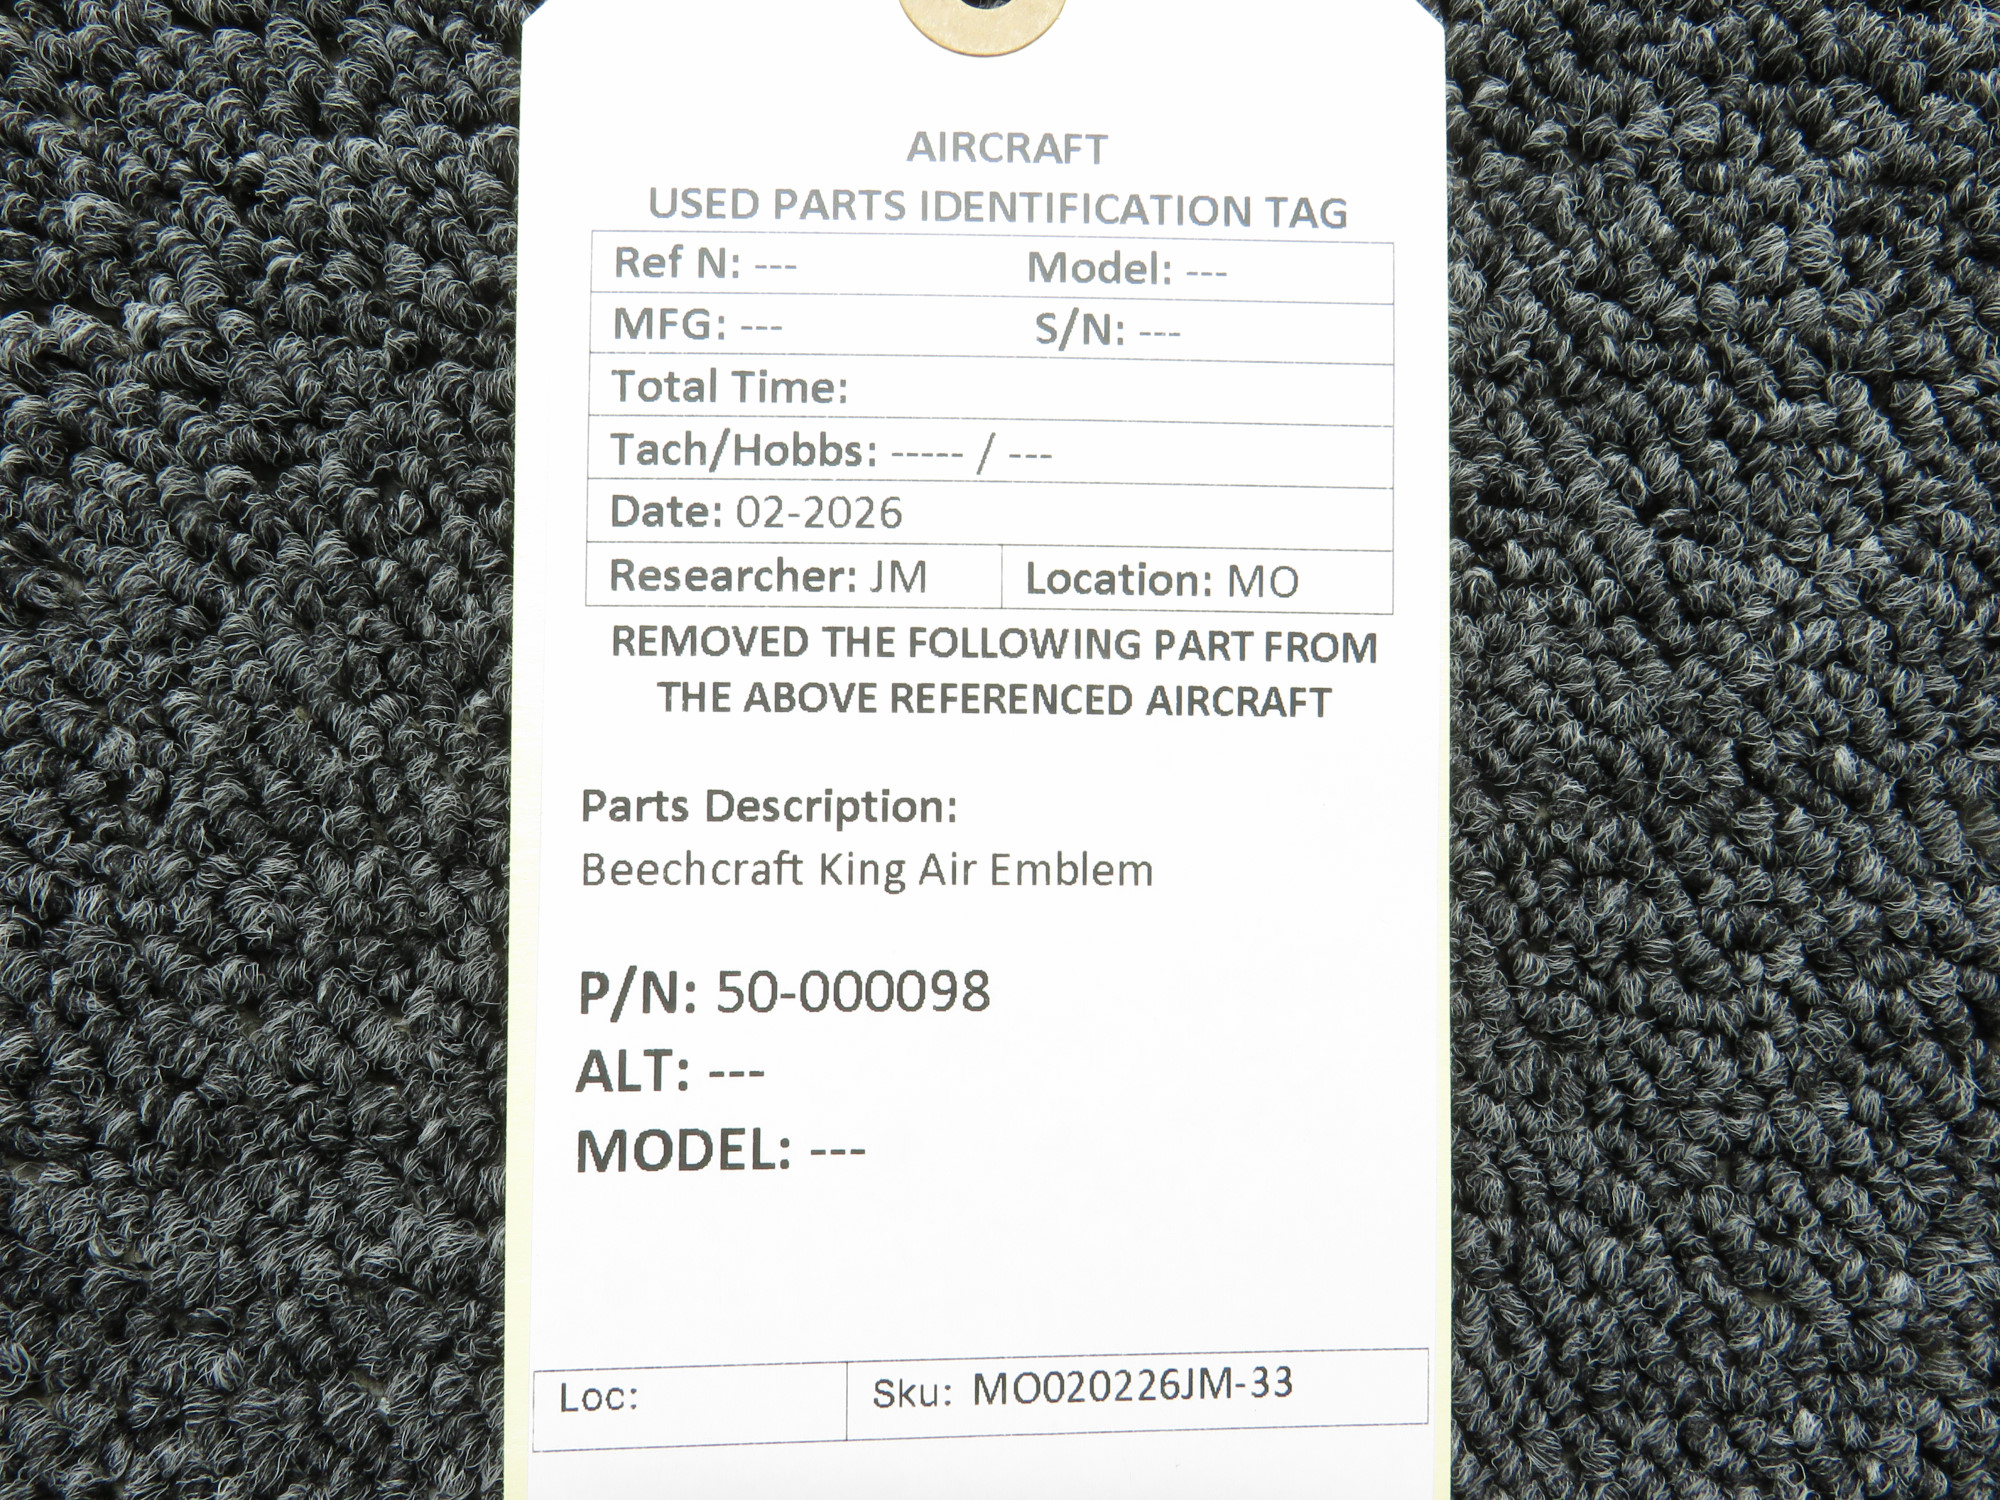 AIRCRAFT
USED PARTS IDENTIFICATION TAG
Ref N: --- Model: ---
MFG: --- S/N: ---
Total Time:
Tach/Hobbs: ----- / ---
Date: 02-2026
Researcher: JM Location: MO
REMOVED THE FOLLOWING PART FROM
THE ABOVE REFERENCED AIRCRAFT
Parts Description:
Beechcraft King Air Emblem
P/N: 50-000098
ALT: ---
MODEL: ---
Loc: Sku: MO020226JM-33